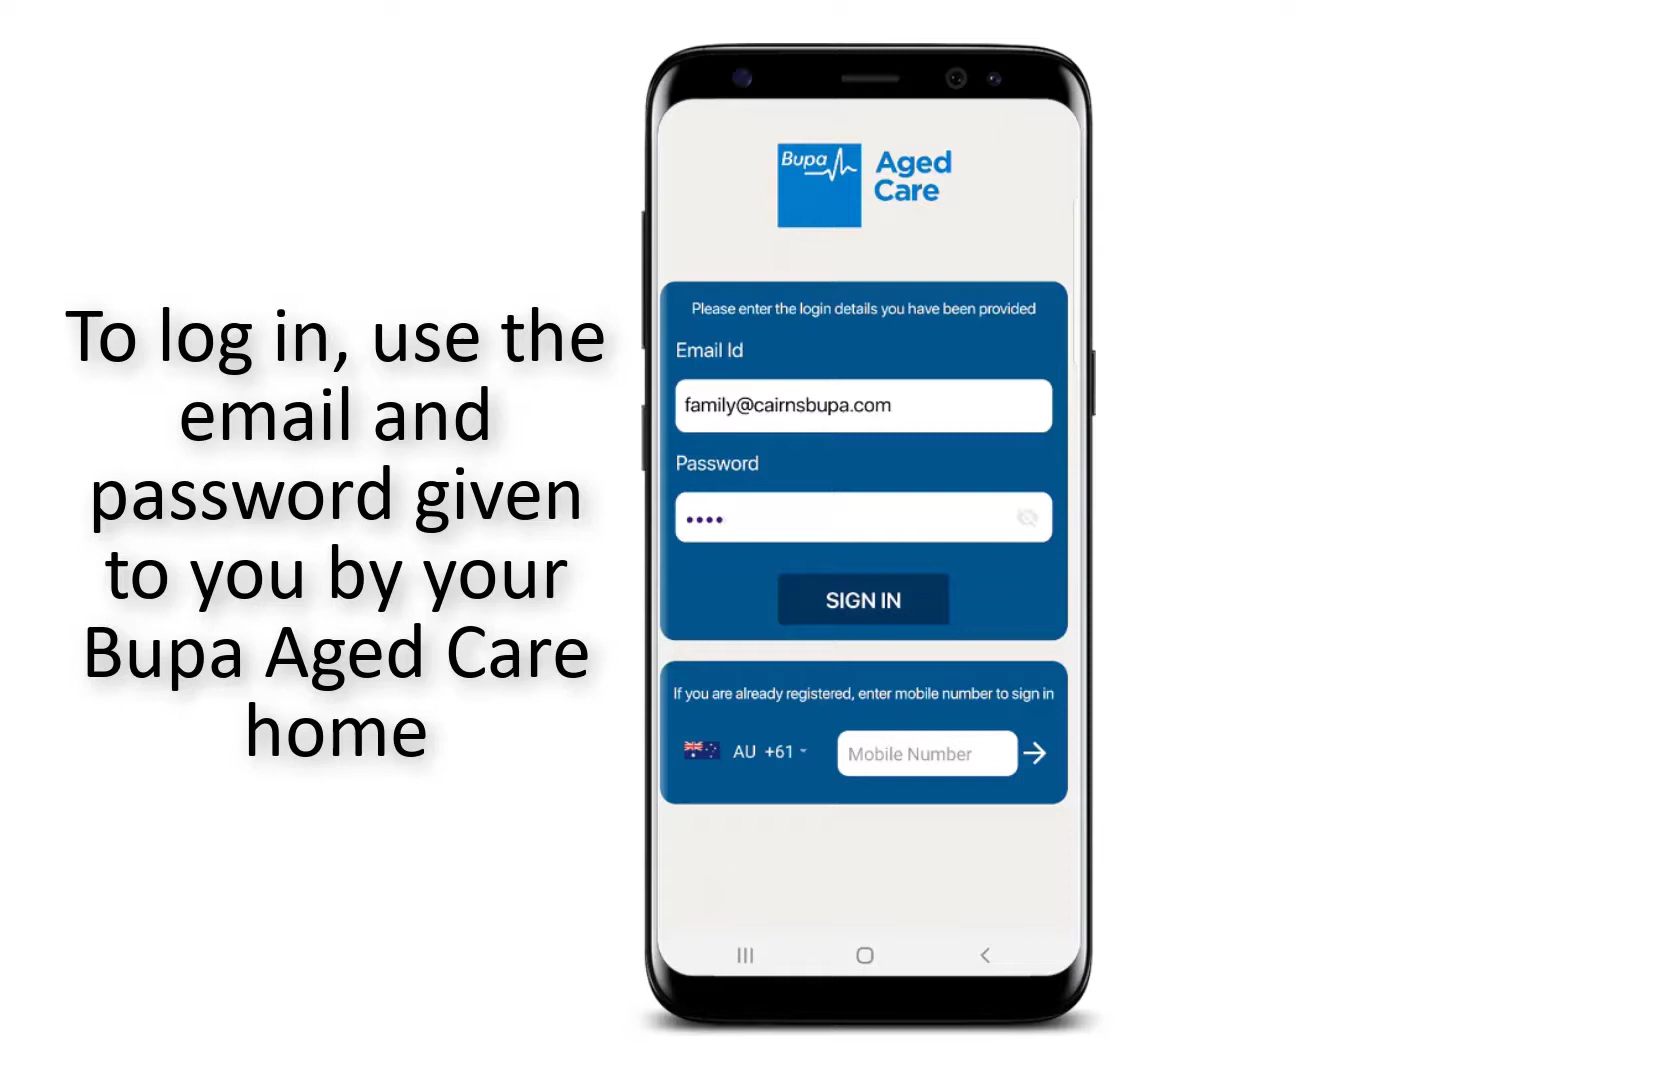 To log in, use the
email and
password given
to you by your
Bupa Aged Care
home
Bupa
Aged
Care
Please enter the login details you have been provided
Email Id
family@cairnsbupa.com
Password
••••
SIGN IN
If you are already registered, enter mobile number to sign in
AU +61
Mobile Number